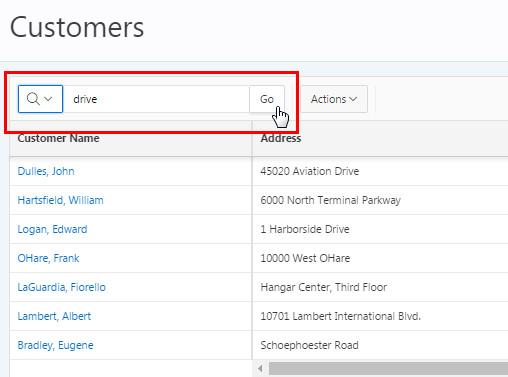 Customers
drive Go Actions
Customer Name Address
Dulles, John 45020 Aviation Drive
Hartsfield, William 6000 North Terminal Parkway
Logan, Edward 1 Harborside Drive
OHare, Frank 10000 West OHare
LaGuardia, Fiorello Hangar Center, Third Floor
Lambert, Albert 10701 Lambert International Blvd.
Bradley, Eugene Schoephoester Road